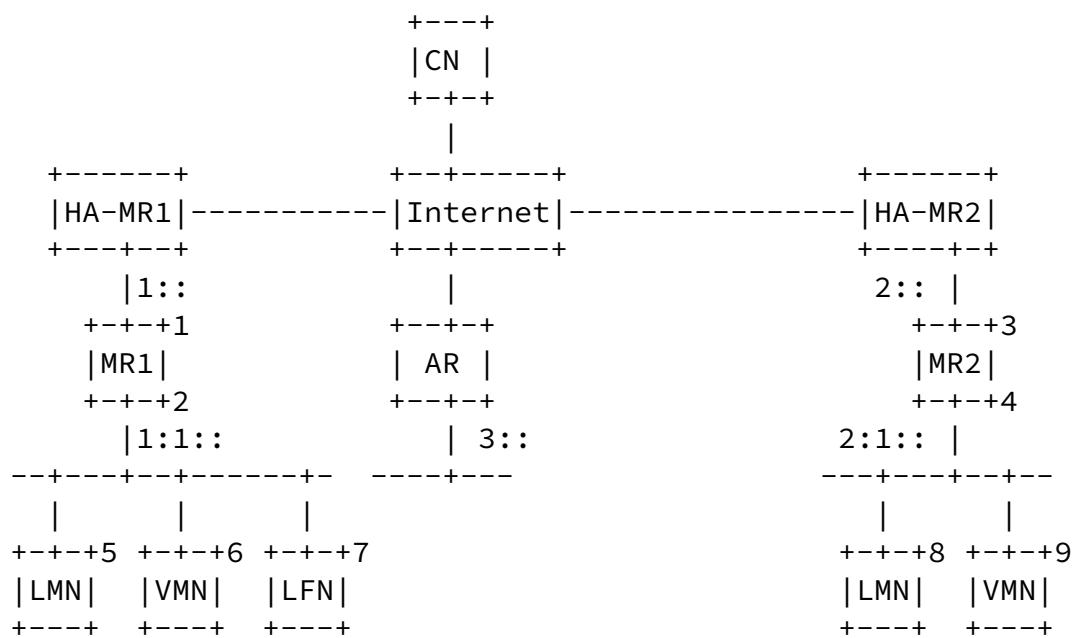 +---+
                      |CN |
                      +-+-+
                        |
  +------+           +--+-----+                +------+
  |HA-MR1|-----------|Internet|----------------|HA-MR2|
  +---+--+           +--+-----+                +----+-+
      |1::              |                       2:: |
    +-+-+1           +--+-+                       +-+-+3
    |MR1|            | AR |                       |MR2|
    +-+-+2           +--+-+                       +-+-+4
      |1:1::            | 3::                 2:1:: |
--+---+--+------+-  ----+---                 ---+---+--+--
  |      |      |                               |      |
+-+-+5 +-+-+6 +-+-+7                          +-+-+8 +-+-+9
|LMN|  |VMN|  |LFN|                           |LMN|  |VMN|
+---+  +---+  +---+                           +---+  +---+